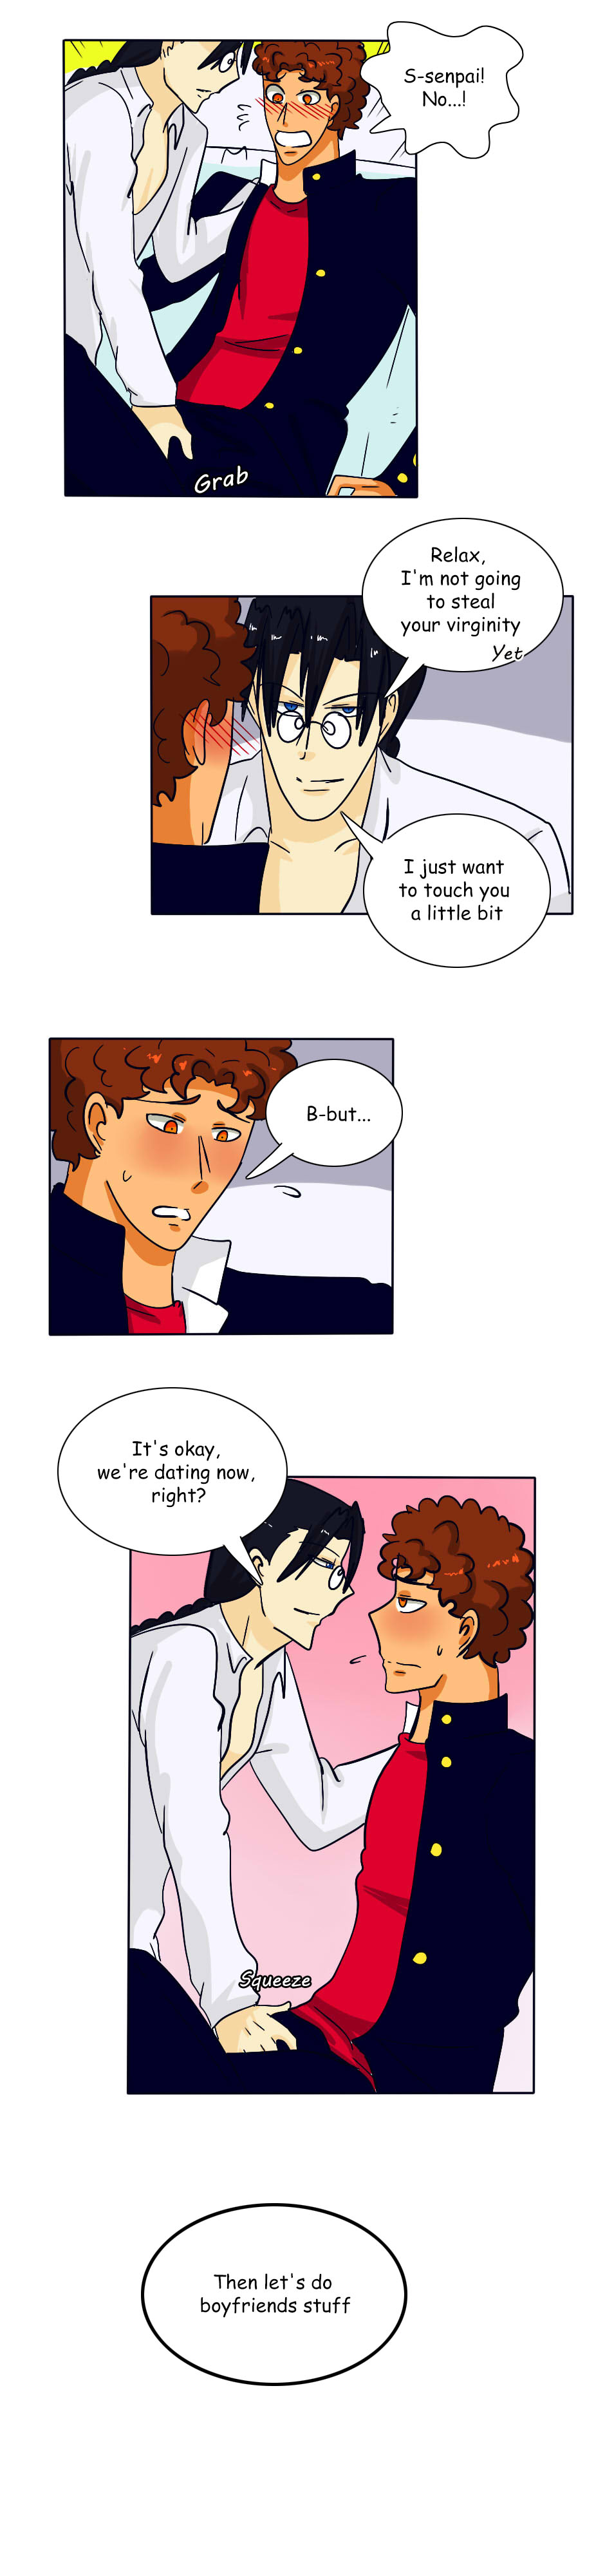 S-senpai!
No...!
Grab
Relax,
I'm not going
to steal
your virginity
Yet
I just want
to touch you
a little bit
B-but...
It's okay,
we're dating now,
right?
Squeeze
Then let's do
boyfriends stuff